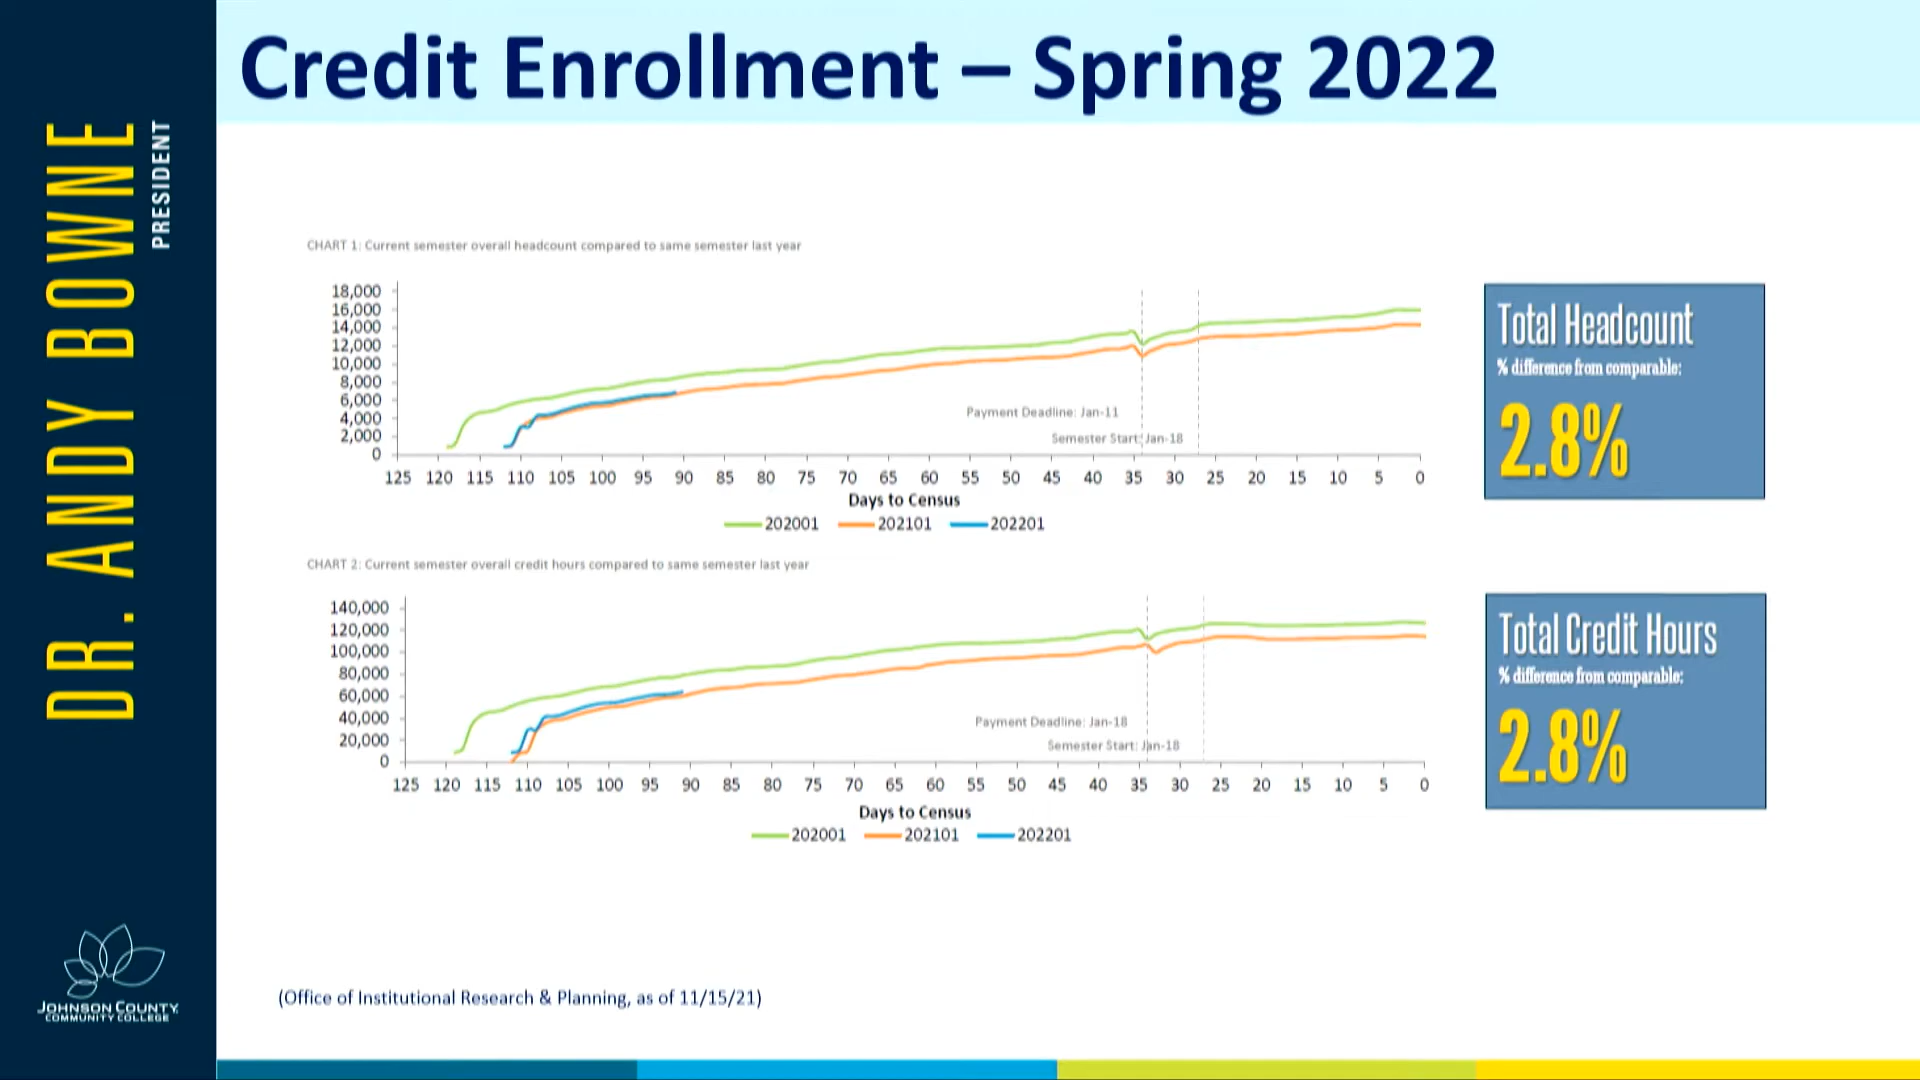 Credit Enrollment – Spring 2022
DR. ANDY BOWNE
PRESIDENT
CHART 1: Current semester overall headcount compared to same semester last year
18,000
16,000
14,000
12,000
10,000
8,000
6,000
4,000
2,000
0
Payment Deadline: Jan-11
Semester Start: Jan-18
125 120 115 110 105 100 95 90 85 80 75 70 65 60 55 50 45 40 35 30 25 20 15 10 5 0
Days to Census
202001 202101 202201
Total Headcount
% difference from comparable:
2.8%
CHART 2: Current semester overall credit hours compared to same semester last year
140,000
120,000
100,000
80,000
60,000
40,000
20,000
0
Payment Deadline: Jan-18
Semester Start: Jan-18
125 120 115 110 105 100 95 90 85 80 75 70 65 60 55 50 45 40 35 30 25 20 15 10 5 0
Days to Census
202001 202101 202201
Total Credit Hours
% difference from comparable:
2.8%
(Office of Institutional Research & Planning, as of 11/15/21)
JOHNSON COUNTY
COMMUNITY COLLEGE